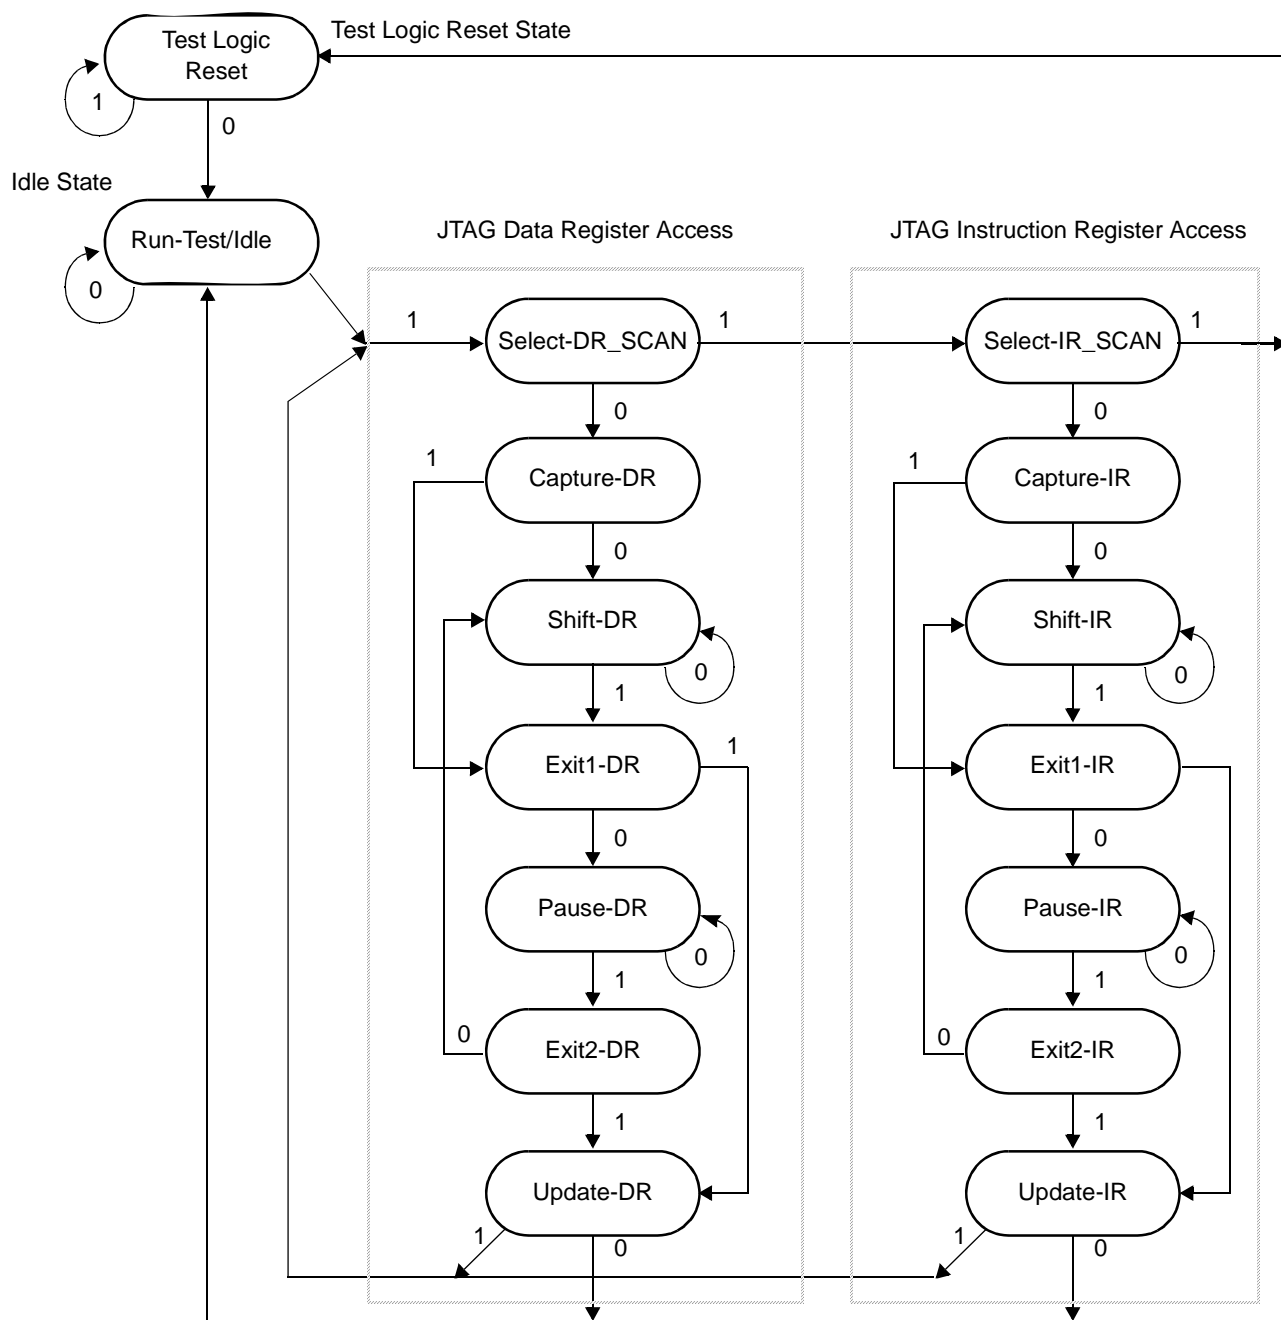 Test Logic Reset State
Test Logic
Reset
1
0
Idle State
Run-Test/Idle
0
JTAG Data Register Access
JTAG Instruction Register Access
1
Select-DR_SCAN
1
Select-IR_SCAN
1
0
0
1
Capture-DR
1
Capture-IR
0
0
Shift-DR
0
Shift-IR
0
1
1
Exit1-DR
1
Exit1-IR
0
0
Pause-DR
0
Pause-IR
0
1
1
0
Exit2-DR
0
Exit2-IR
1
1
Update-DR
Update-IR
1
0
1
0